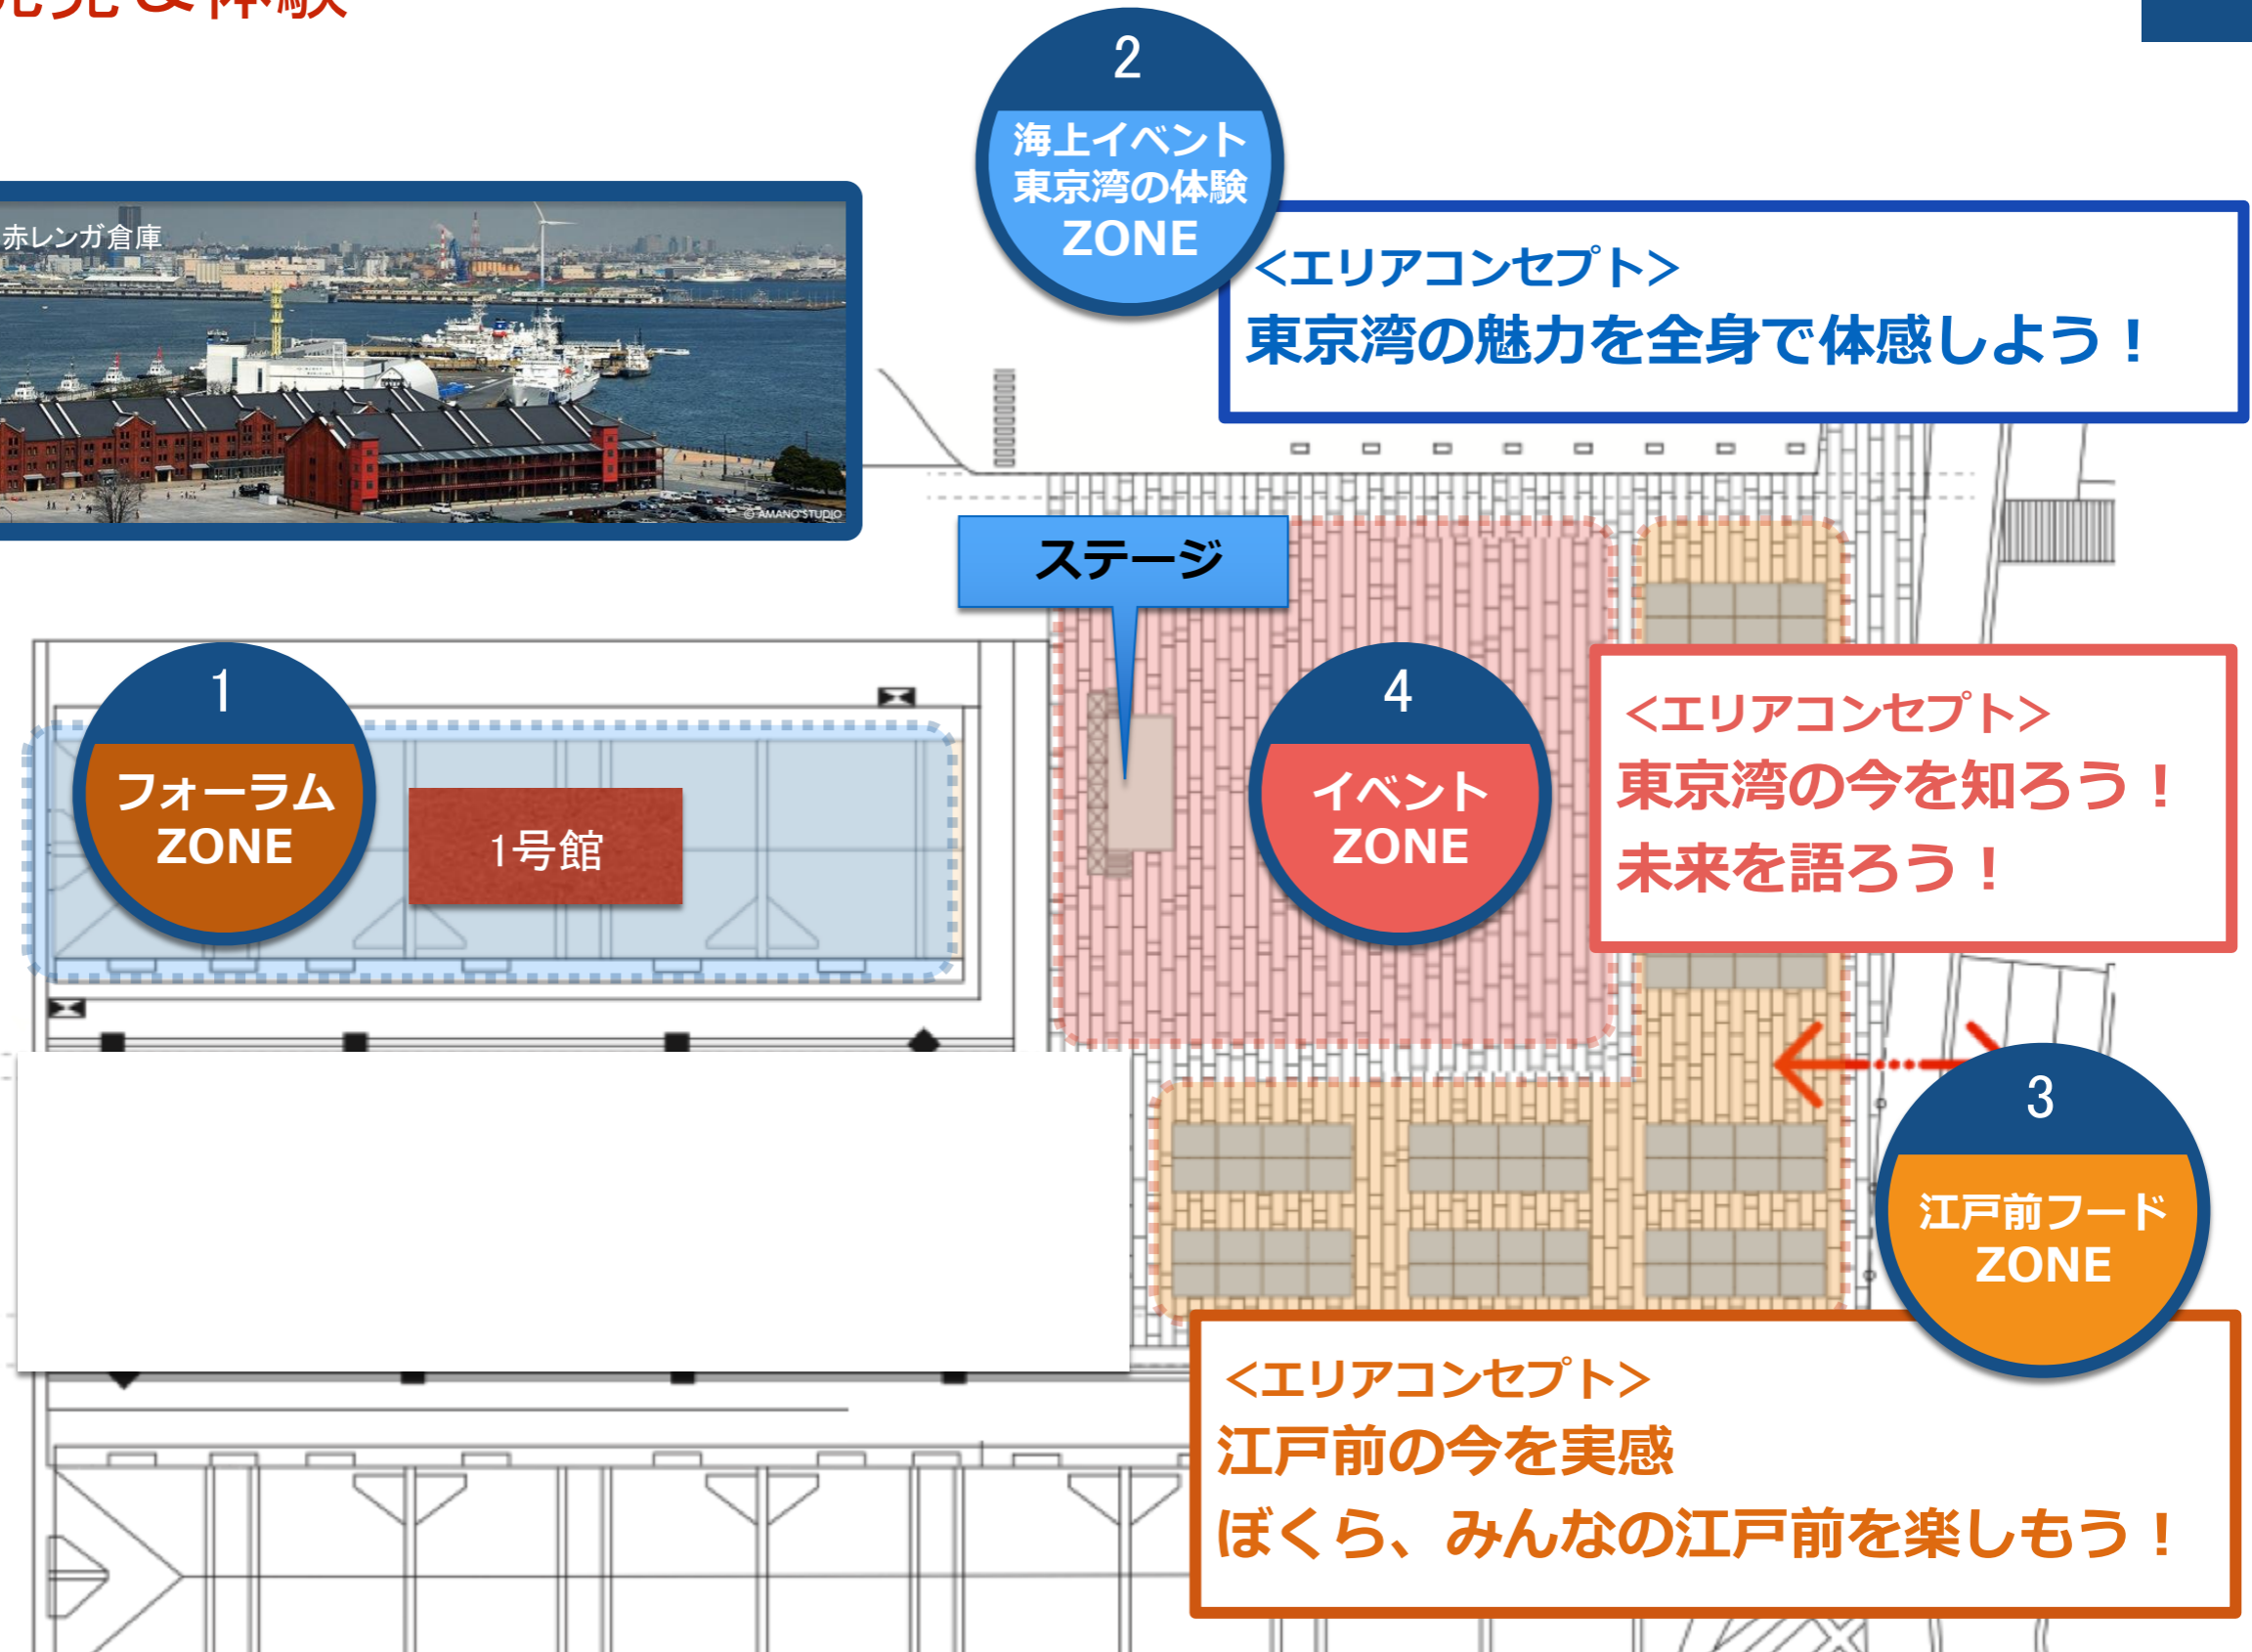 &体験
2
海上イベント
東京湾の体験
ZONE
赤レンガ倉庫
© AMANO STUDIO
<エリアコンセプト>
東京湾の魅力を全身で体感しよう！
ステージ
1
フォーラム
ZONE
1号館
4
イベント
ZONE
<エリアコンセプト>
東京湾の今を知ろう！
未来を語ろう！
3
江戸前フード
ZONE
<エリアコンセプト>
江戸前の今を実感
ぼくら、みんなの江戸前を楽しもう！